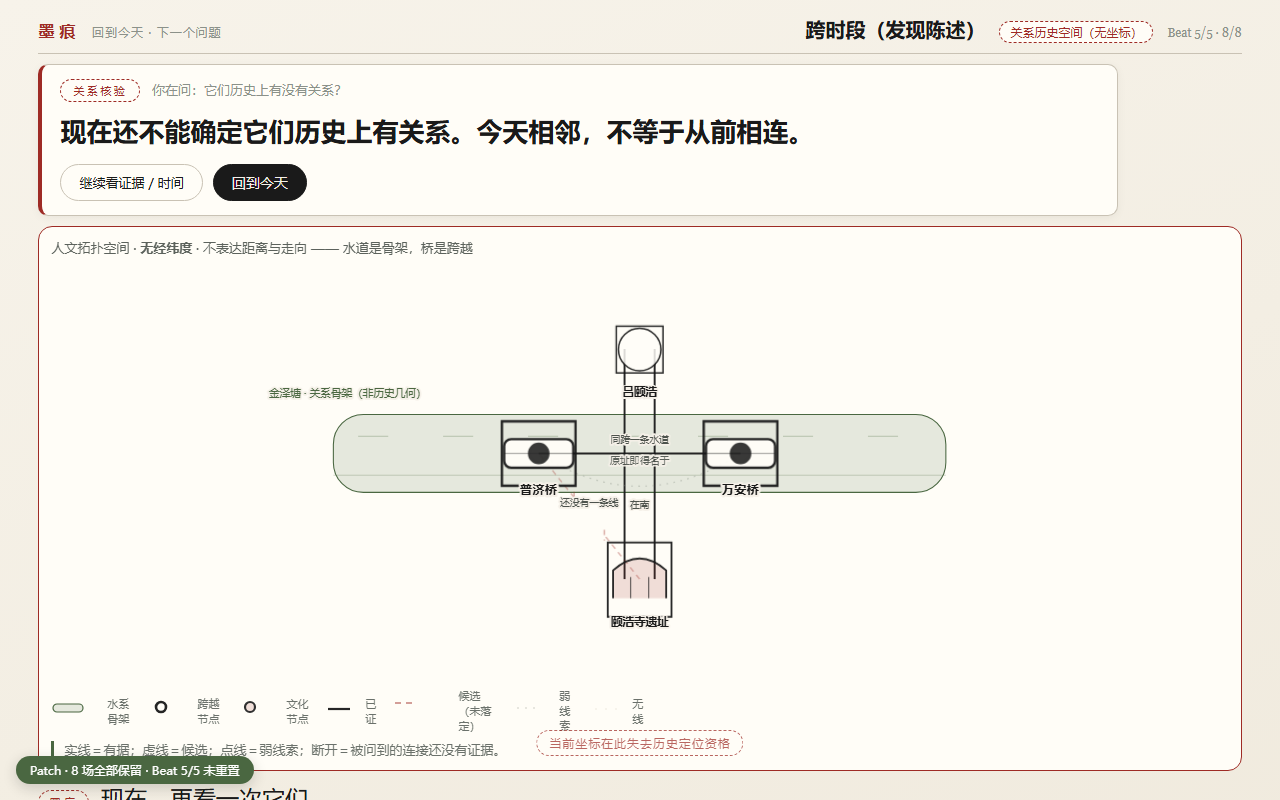 墨痕 回到今天 · 下一个问题 跨时段（发现陈述） 关系历史空间（无坐标） Beat 5/5 · 8/8
关系核验 你在问：它们历史上有没有关系？
现在还不能确定它们历史上有关系。今天相邻，不等于从前相连。
继续看证据 / 时间 回到今天
人文拓扑空间 · 无经纬度 · 不表达距离与走向 —— 水道是骨架，桥是跨越
吕颐浩
金泽塘 · 关系骨架（非历史几何）
同跨一条水道
原址即得名于
普济桥 万安桥
还没有一条线 在南
颐浩寺遗址
水系骨架 跨越节点 文化节点 已证 候选（未落定） 弱线索 无线
当前坐标在此失去历史定位资格
实线＝有据；虚线＝候选；点线＝弱线索；断开＝被问到的连接还没有证据。
Patch · 8 场全部保留 · Beat 5/5 未重置
现在，再看一次它们